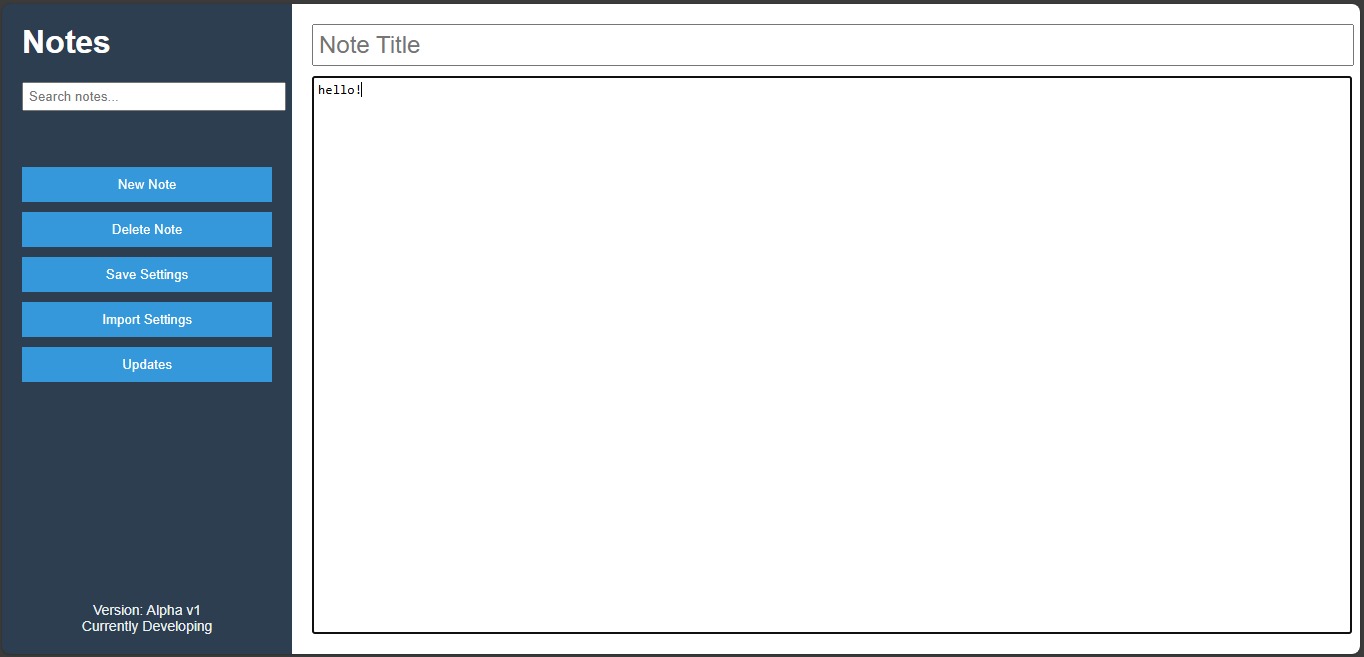 Notes
Search notes...
New Note
Delete Note
Save Settings
Import Settings
Updates
Version: Alpha v1
Currently Developing
Note Title
hello!